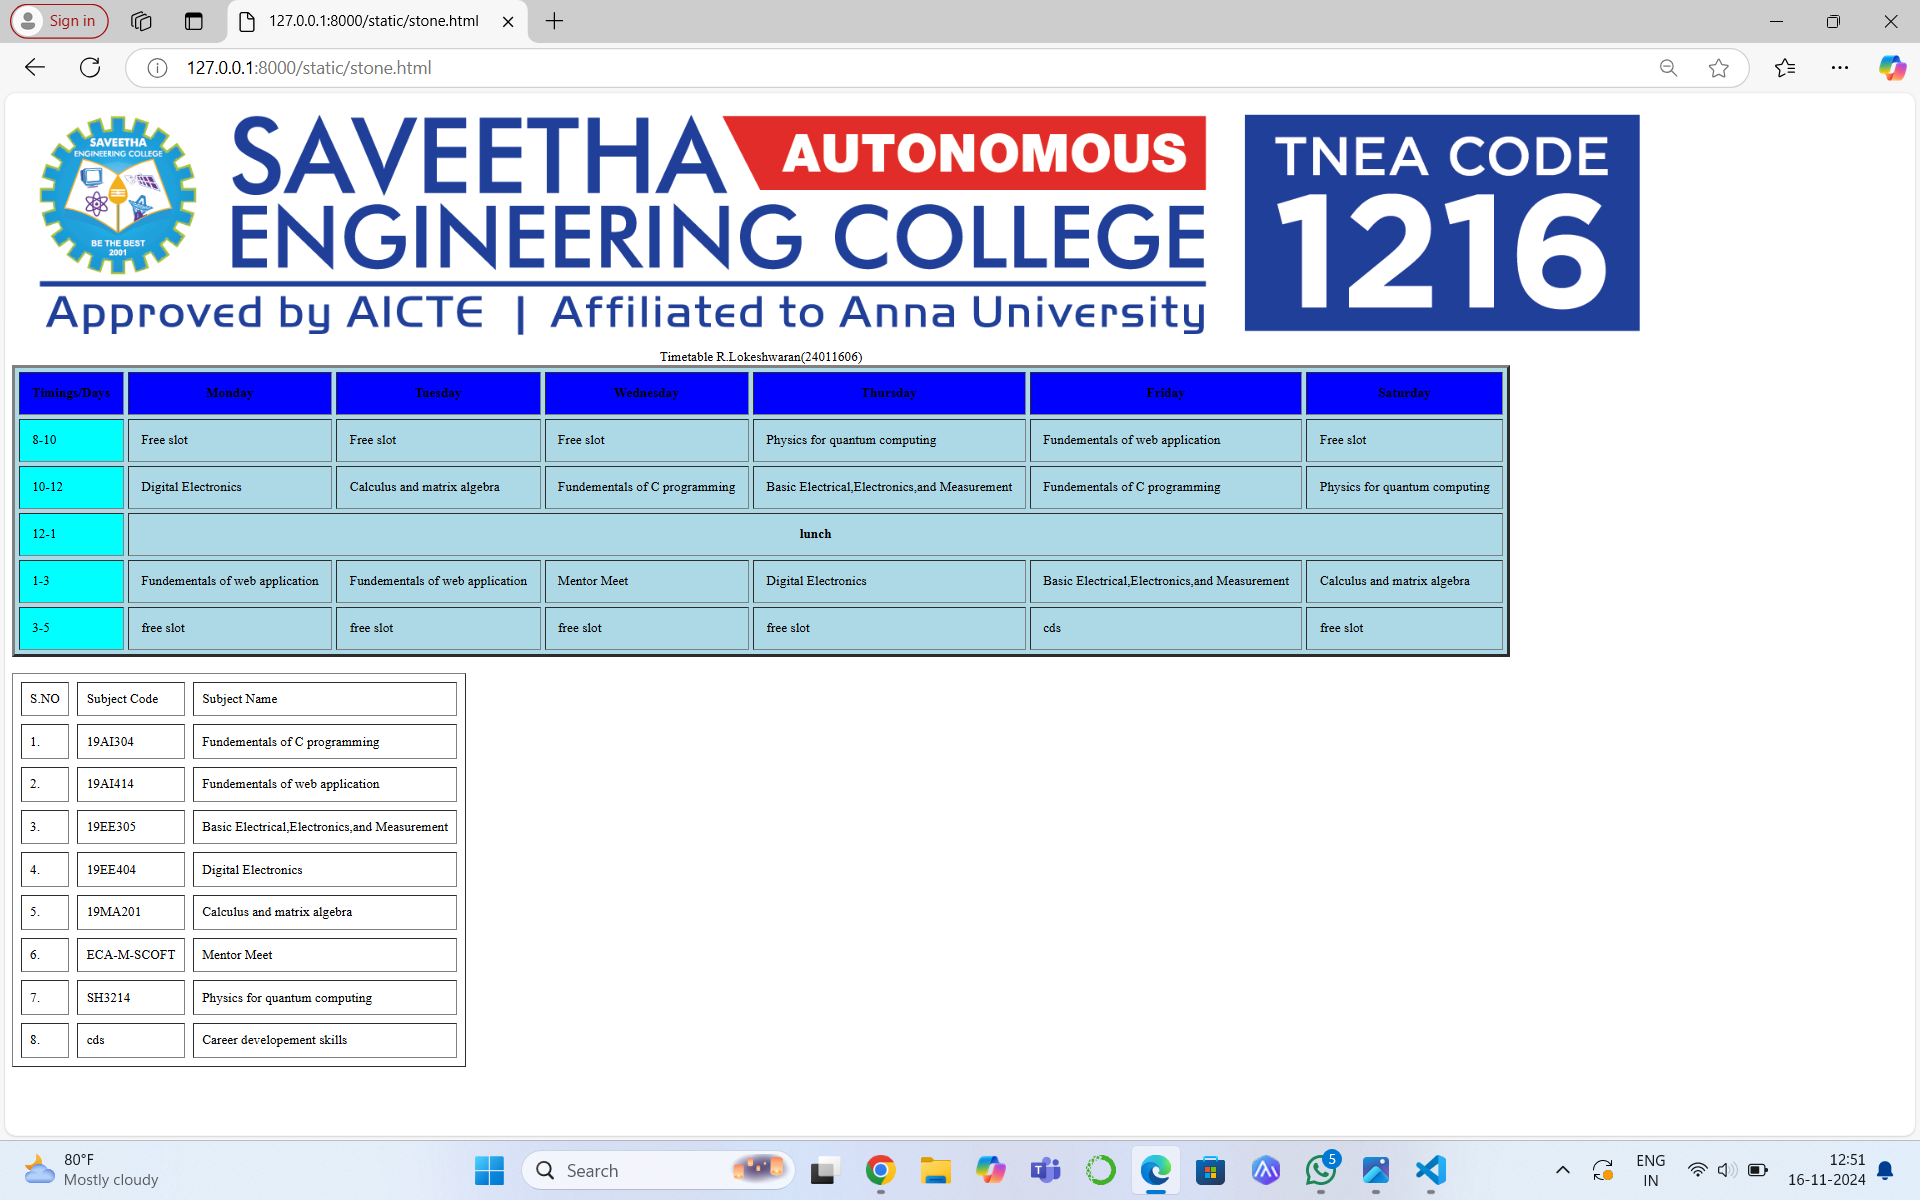 Sign in
127.0.0.1:8000/static/stone.html
127.0.0.1:8000/static/stone.html
SAVEETHA
ENGINEERING COLLEGE
BE THE BEST
2001
SAVEETHA AUTONOMOUS
ENGINEERING COLLEGE
Approved by AICTE | Affiliated to Anna University
TNEA CODE
1216
Timetable R.Lokeshwaran(24011606)
Timings/Days Monday Tuesday Wednesday Thursday Friday Saturday
8-10 Free slot Free slot Free slot Physics for quantum computing Fundementals of web application Free slot
10-12 Digital Electronics Calculus and matrix algebra Fundementals of C programming Basic Electrical,Electronics,and Measurement Fundementals of C programming Physics for quantum computing
12-1 lunch
1-3 Fundementals of web application Fundementals of web application Mentor Meet Digital Electronics Basic Electrical,Electronics,and Measurement Calculus and matrix algebra
3-5 free slot free slot free slot free slot cds free slot
S.NO Subject Code Subject Name
1. 19AI304 Fundementals of C programming
2. 19AI414 Fundementals of web application
3. 19EE305 Basic Electrical,Electronics,and Measurement
4. 19EE404 Digital Electronics
5. 19MA201 Calculus and matrix algebra
6. ECA-M-SCOFT Mentor Meet
7. SH3214 Physics for quantum computing
8. cds Career developement skills
80°F
Mostly cloudy
Search
5
ENG
IN
12:51
16-11-2024